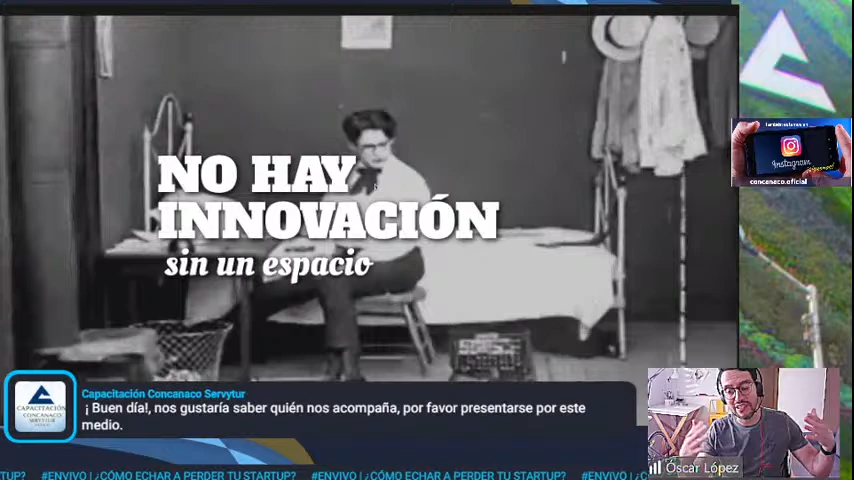 NO HAY
INNOVACIÓN
sin un espacio
Instagram
concanaco.oficial
CAPACITACIÓN
CONCANACO
SERVYTUR
Capacitación Concanaco Servytur
¡ Buen día!, nos gustaría saber quién nos acompaña, por favor presentarse por este
medio.
Óscar López
TUP? #ENVIVO | ¿CÓMO ECHAR A PERDER TU STARTUP? #ENVIVO | ¿CÓMO ECHAR A PERDER TU STARTUP? #ENVIVO | ¿C